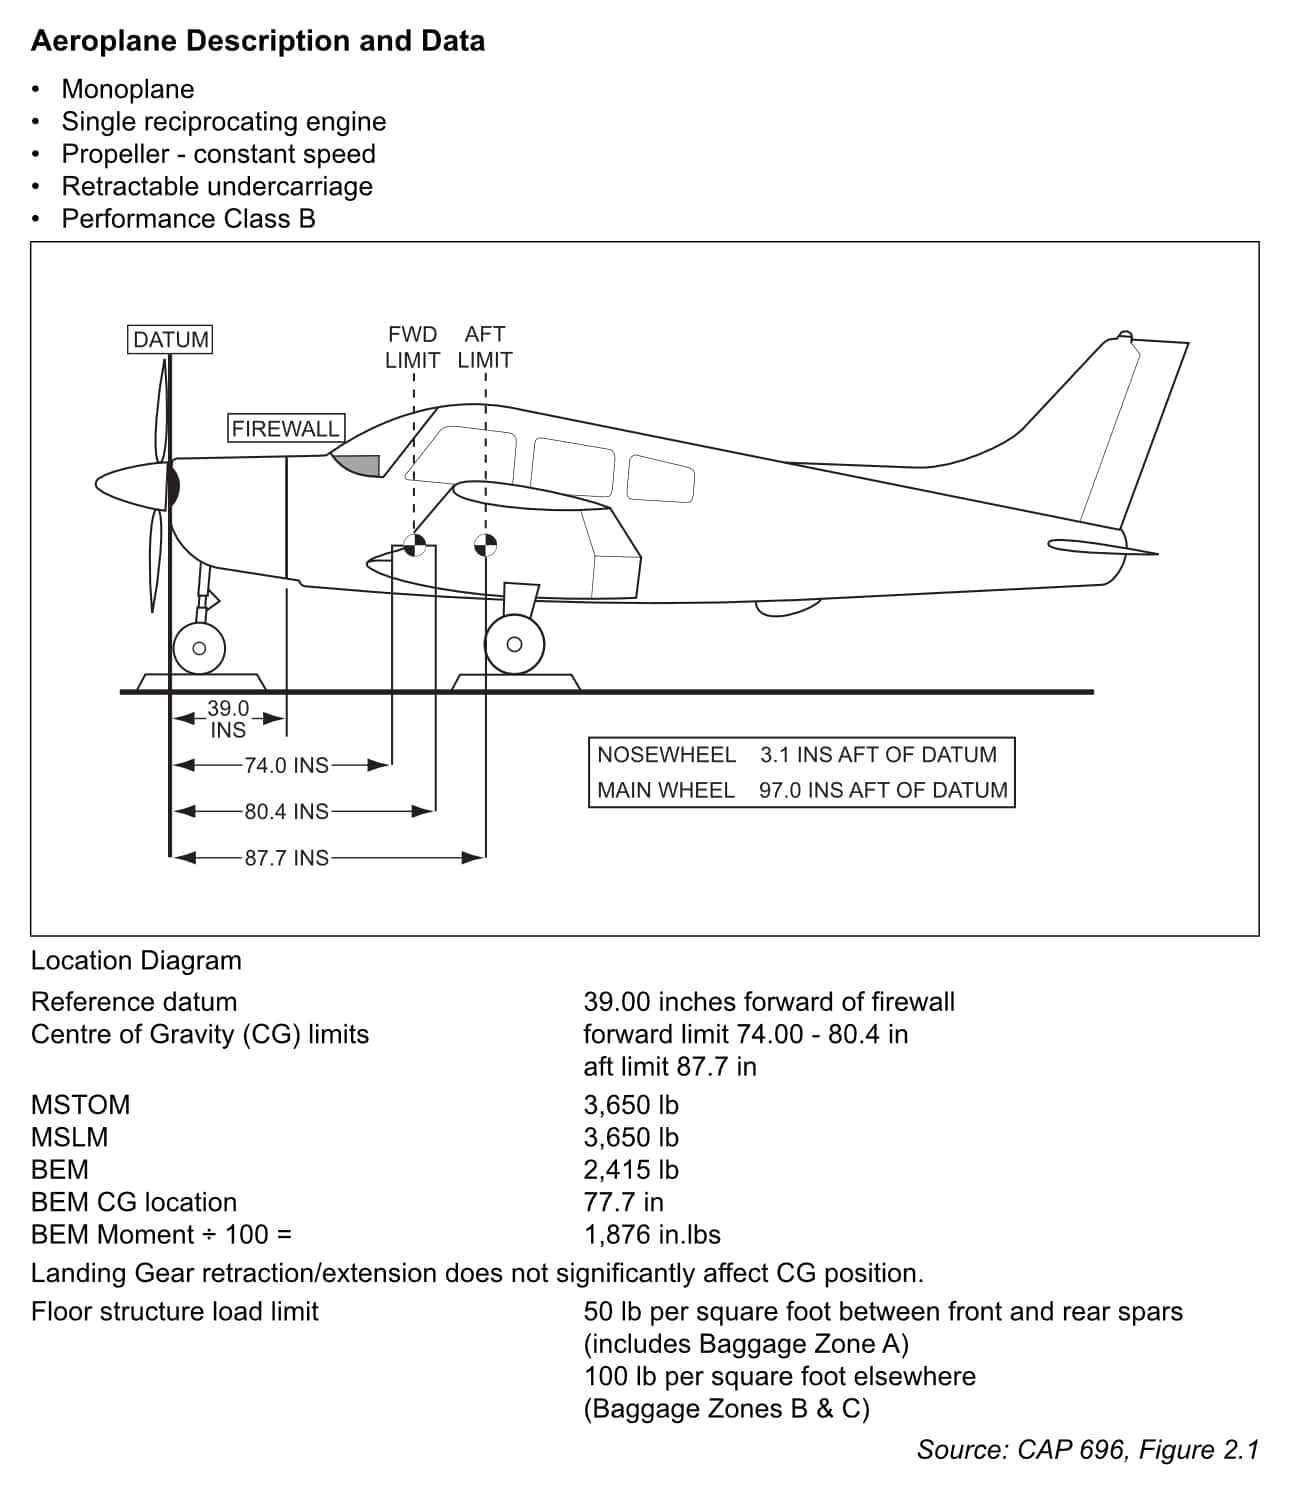 Aeroplane Description and Data
• Monoplane
• Single reciprocating engine
• Propeller - constant speed
• Retractable undercarriage
• Performance Class B
DATUM
FWD LIMIT
AFT LIMIT
FIREWALL
39.0 INS
74.0 INS
80.4 INS
87.7 INS
NOSEWHEEL 3.1 INS AFT OF DATUM
MAIN WHEEL 97.0 INS AFT OF DATUM
Location Diagram
Reference datum 39.00 inches forward of firewall
Centre of Gravity (CG) limits forward limit 74.00 - 80.4 in
aft limit 87.7 in
MSTOM 3,650 lb
MSLM 3,650 lb
BEM 2,415 lb
BEM CG location 77.7 in
BEM Moment ÷ 100 = 1,876 in.lbs
Landing Gear retraction/extension does not significantly affect CG position.
Floor structure load limit 50 lb per square foot between front and rear spars
(includes Baggage Zone A)
100 lb per square foot elsewhere
(Baggage Zones B & C)
Source: CAP 696, Figure 2.1